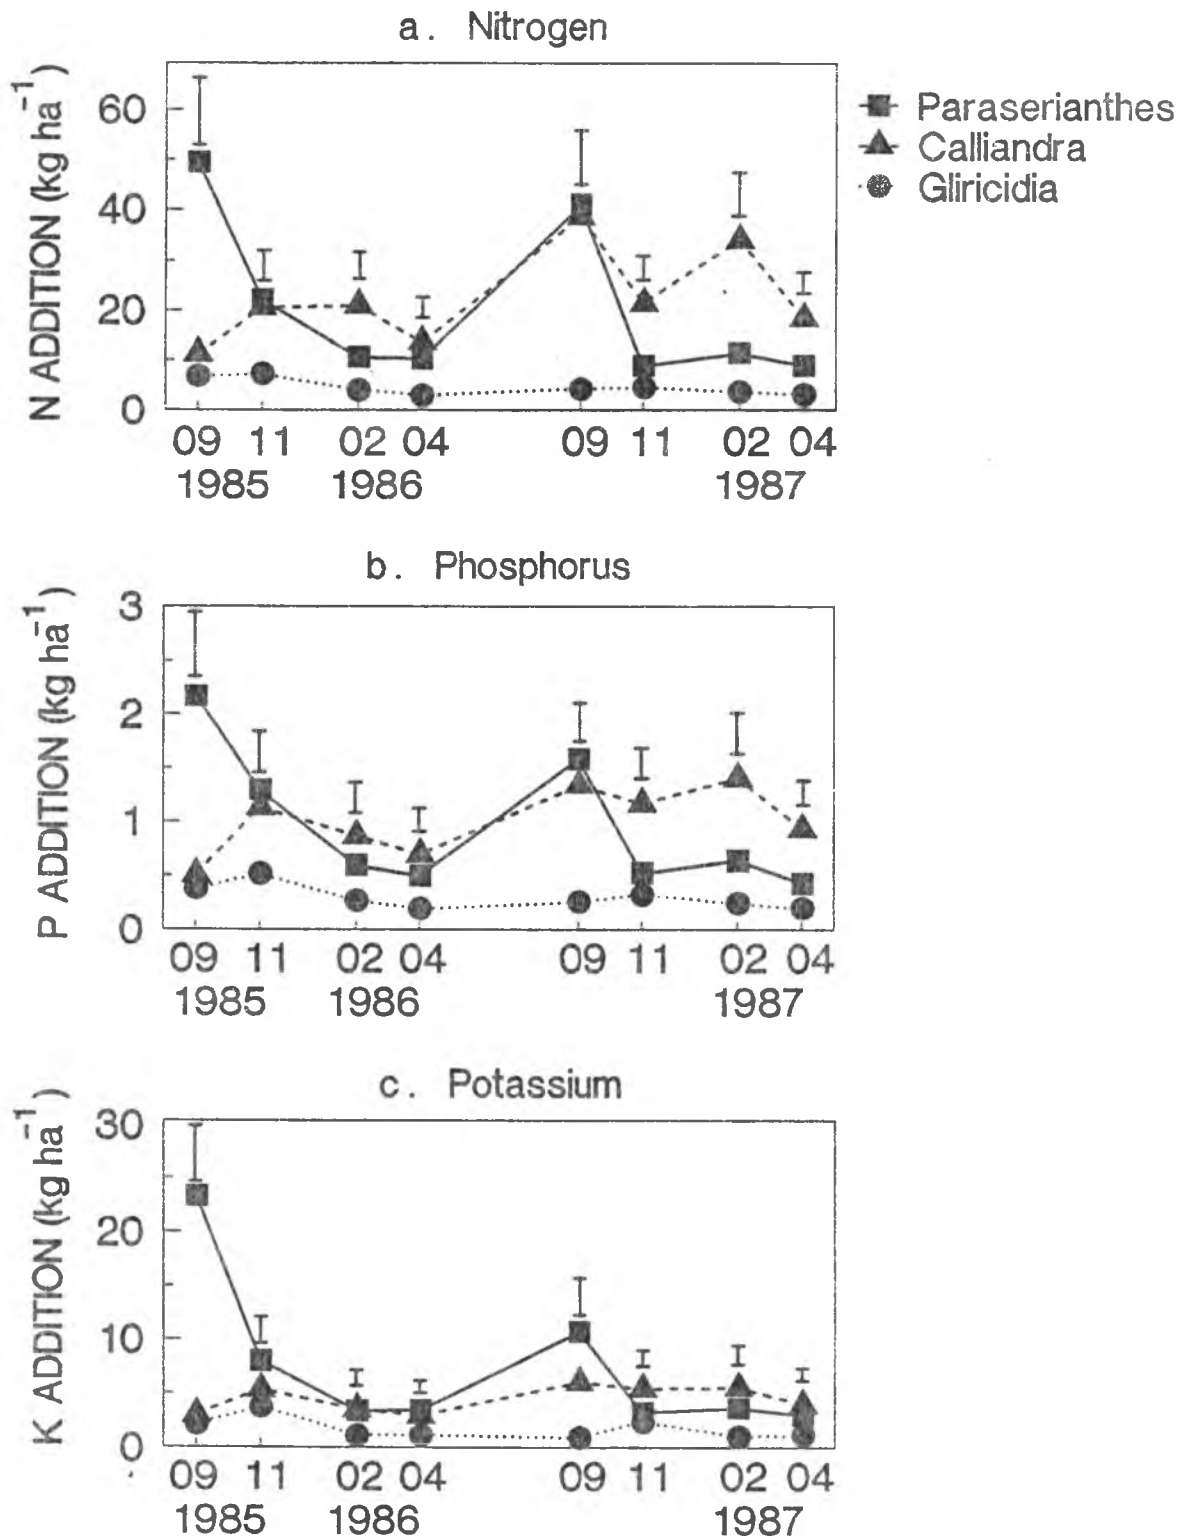 a. Nitrogen
N ADDITION (kg ha⁻¹)
60
40
20
0
09 11 02 04 09 11 02 04
1985 1986 1987
Paraserianthes
Calliandra
Gliricidia
b. Phosphorus
P ADDITION (kg ha⁻¹)
3
2
1
0
09 11 02 04 09 11 02 04
1985 1986 1987
c. Potassium
K ADDITION (kg ha⁻¹)
30
20
10
0
09 11 02 04 09 11 02 04
1985 1986 1987